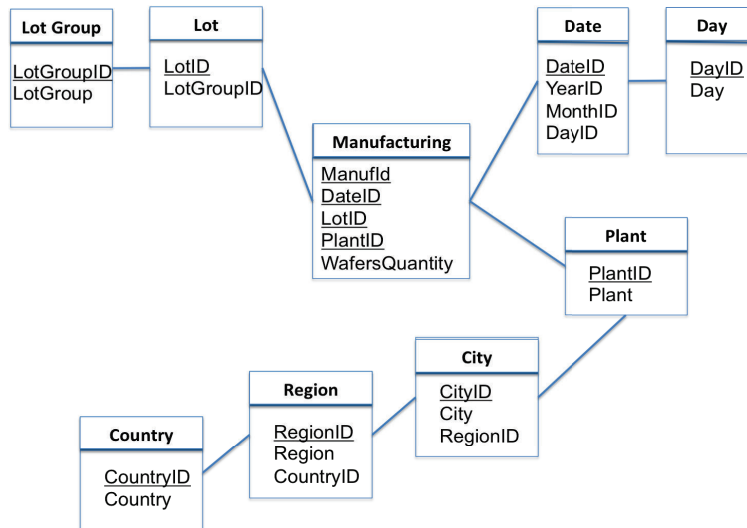 Lot Group
LotGroupID
LotGroup
Lot
LotID
LotGroupID
Manufacturing
ManufId
DateID
LotID
PlantID
WafersQuantity
Date
DateID
YearID
MonthID
DayID
Day
DayID
Day
Plant
PlantID
Plant
City
CityID
City
RegionID
Region
RegionID
Region
CountryID
Country
CountryID
Country